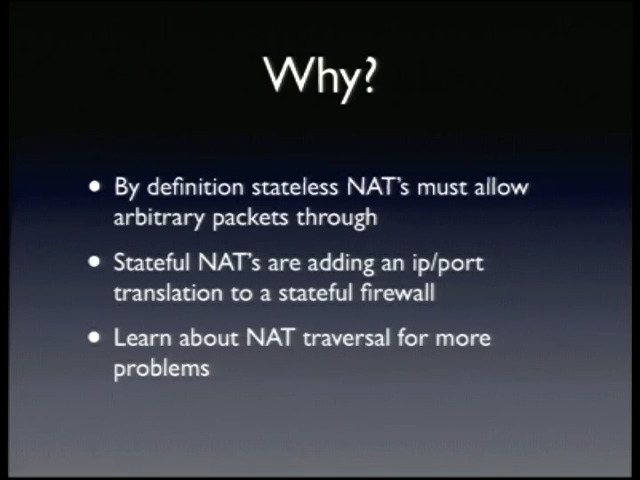 Why?
• By definition stateless NAT's must allow
arbitrary packets through
• Stateful NAT's are adding an ip/port
translation to a stateful firewall
• Learn about NAT traversal for more
problems